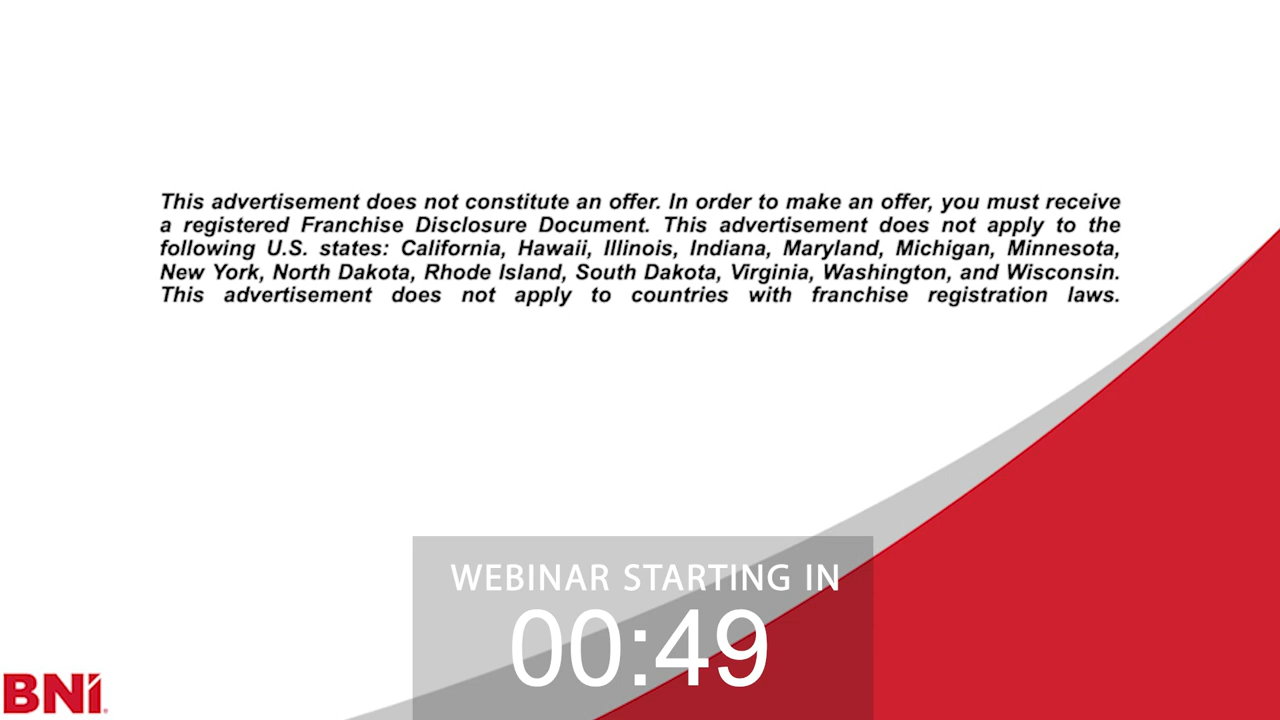 This advertisement does not constitute an offer. In order to make an offer, you must receive
a registered Franchise Disclosure Document. This advertisement does not apply to the
following U.S. states: California, Hawaii, Illinois, Indiana, Maryland, Michigan, Minnesota,
New York, North Dakota, Rhode Island, South Dakota, Virginia, Washington, and Wisconsin.
This advertisement does not apply to countries with franchise registration laws.
WEBINAR STARTING IN
00:49
BNI®